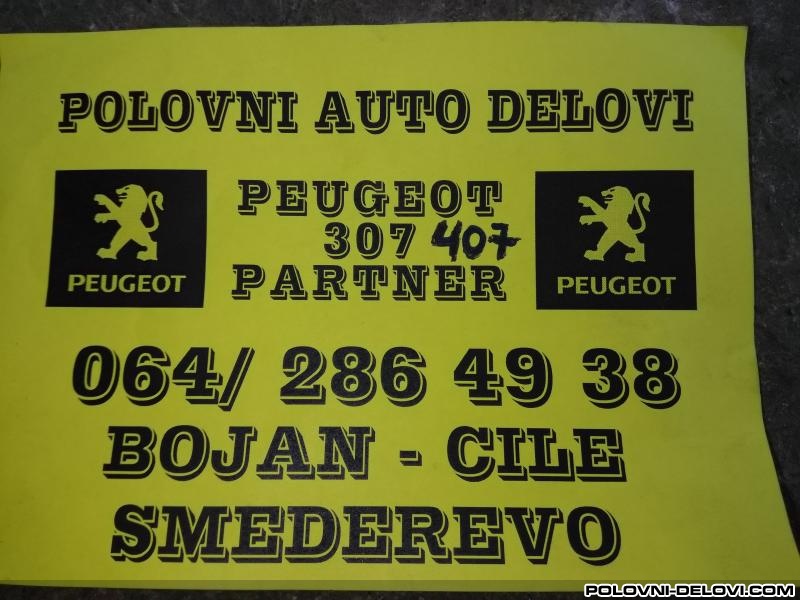 POLOVNI AUTO DELOVI
PEUGEOT
PEUGEOT
307 407
PARTNER
PEUGEOT
064/ 286 49 38
BOJAN - CILE
SMEDEREVO
POLOVNI-DELOVI.COM